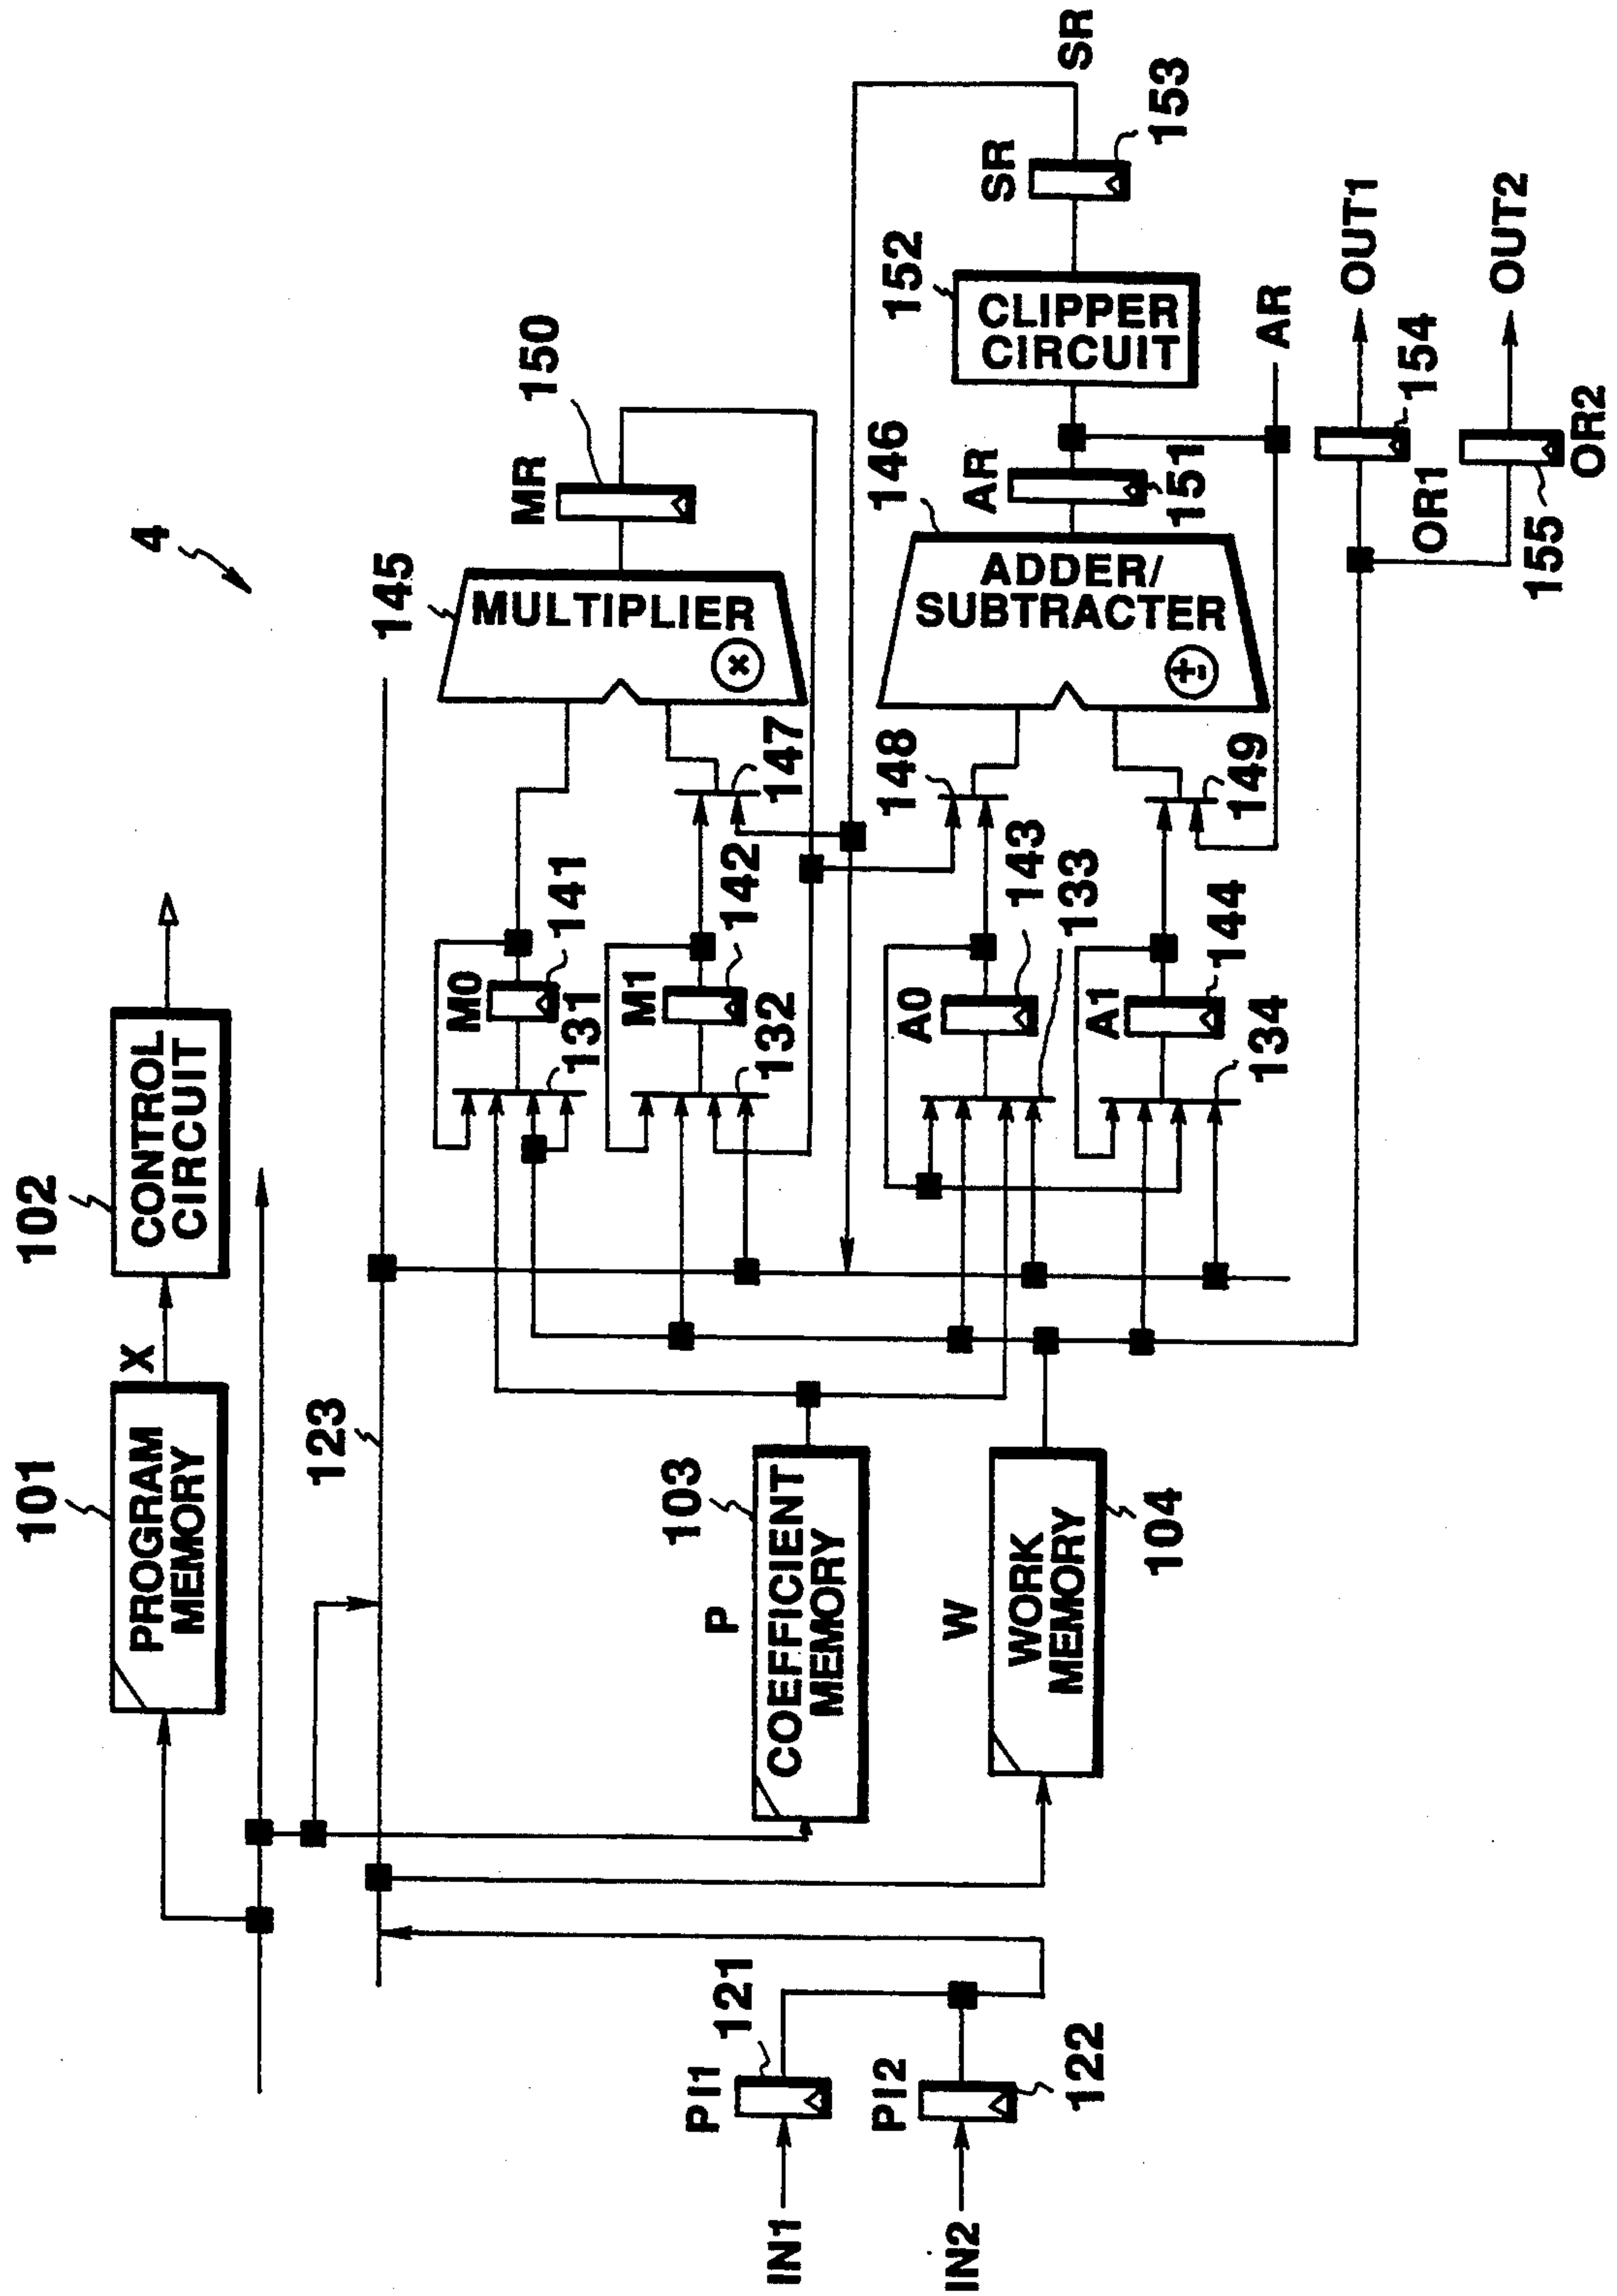 4
101
PROGRAM
MEMORY
X
102
CONTROL
CIRCUIT
123
145
MULTIPLIER
×
MR
150
M0
141
131
M1
142
132
147
103
P
COEFFICIENT
MEMORY
W
WORK
MEMORY
104
A0
143
133
A1
144
134
148
149
146
ADDER/
SUBTRACTER
±
AR
151
152
CLIPPER
CIRCUIT
SR
153
SR
AR
PI1
121
IN1
PI2
122
IN2
OR1
154
OUT1
155
OR2
OUT2